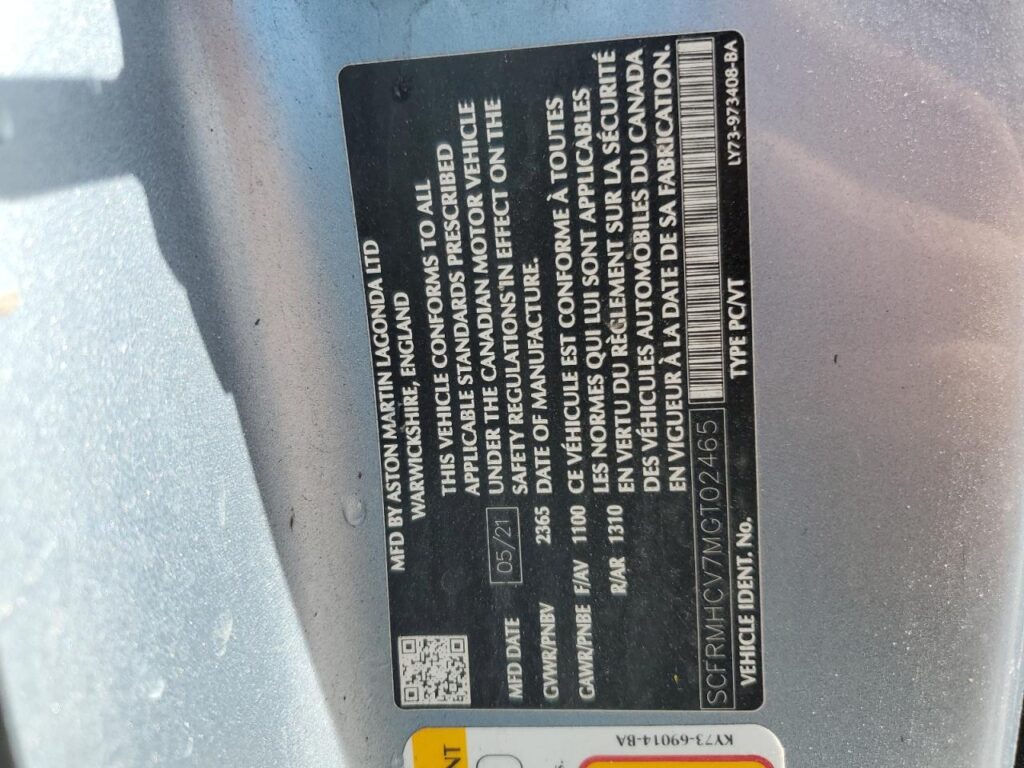 MFD BY ASTON MARTIN LAGONDA LTD
WARWICKSHIRE, ENGLAND
THIS VEHICLE CONFORMS TO ALL
APPLICABLE STANDARDS PRESCRIBED
UNDER THE CANADIAN MOTOR VEHICLE
SAFETY REGULATIONS IN EFFECT ON THE
DATE OF MANUFACTURE.
MFD DATE 05/21
GVWR/PNBV 2365
GAWR/PNBE F/AV 1100
R/AR 1310
CE VÉHICULE EST CONFORME À TOUTES
LES NORMES QUI LUI SONT APPLICABLES
EN VERTU DU RÈGLEMENT SUR LA SÉCURITÉ
DES VÉHICULES AUTOMOBILES DU CANADA
EN VIGUEUR À LA DATE DE SA FABRICATION.
SCFRMHCV7MGT02465
VEHICLE IDENT. No. TYPE PC/VT LY73-973408-BA
KY73-69014-BA